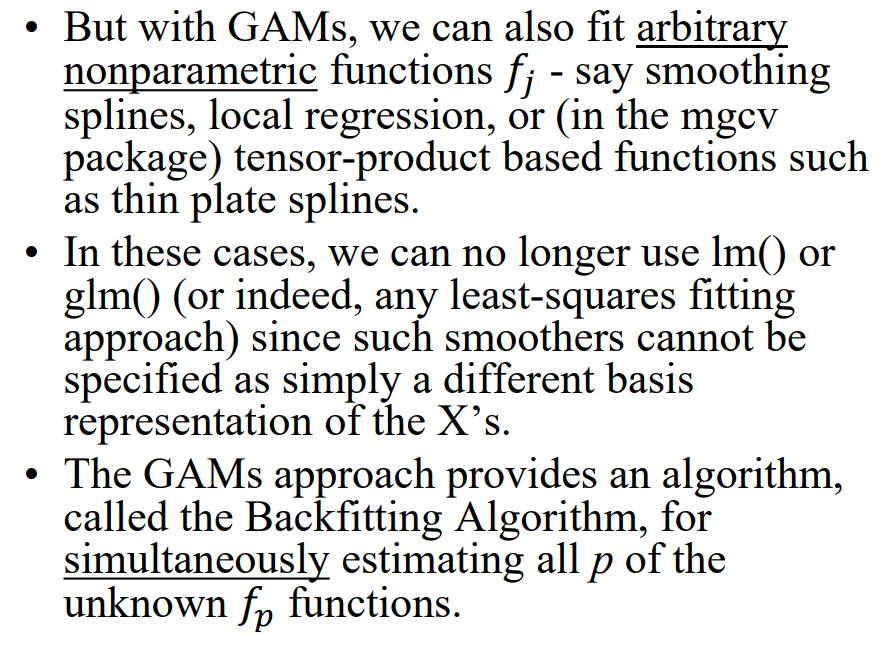 • But with GAMs, we can also fit arbitrary
nonparametric functions fⱼ - say smoothing
splines, local regression, or (in the mgcv
package) tensor-product based functions such
as thin plate splines.
• In these cases, we can no longer use lm() or
glm() (or indeed, any least-squares fitting
approach) since such smoothers cannot be
specified as simply a different basis
representation of the X’s.
• The GAMs approach provides an algorithm,
called the Backfitting Algorithm, for
simultaneously estimating all p of the
unknown fₚ functions.